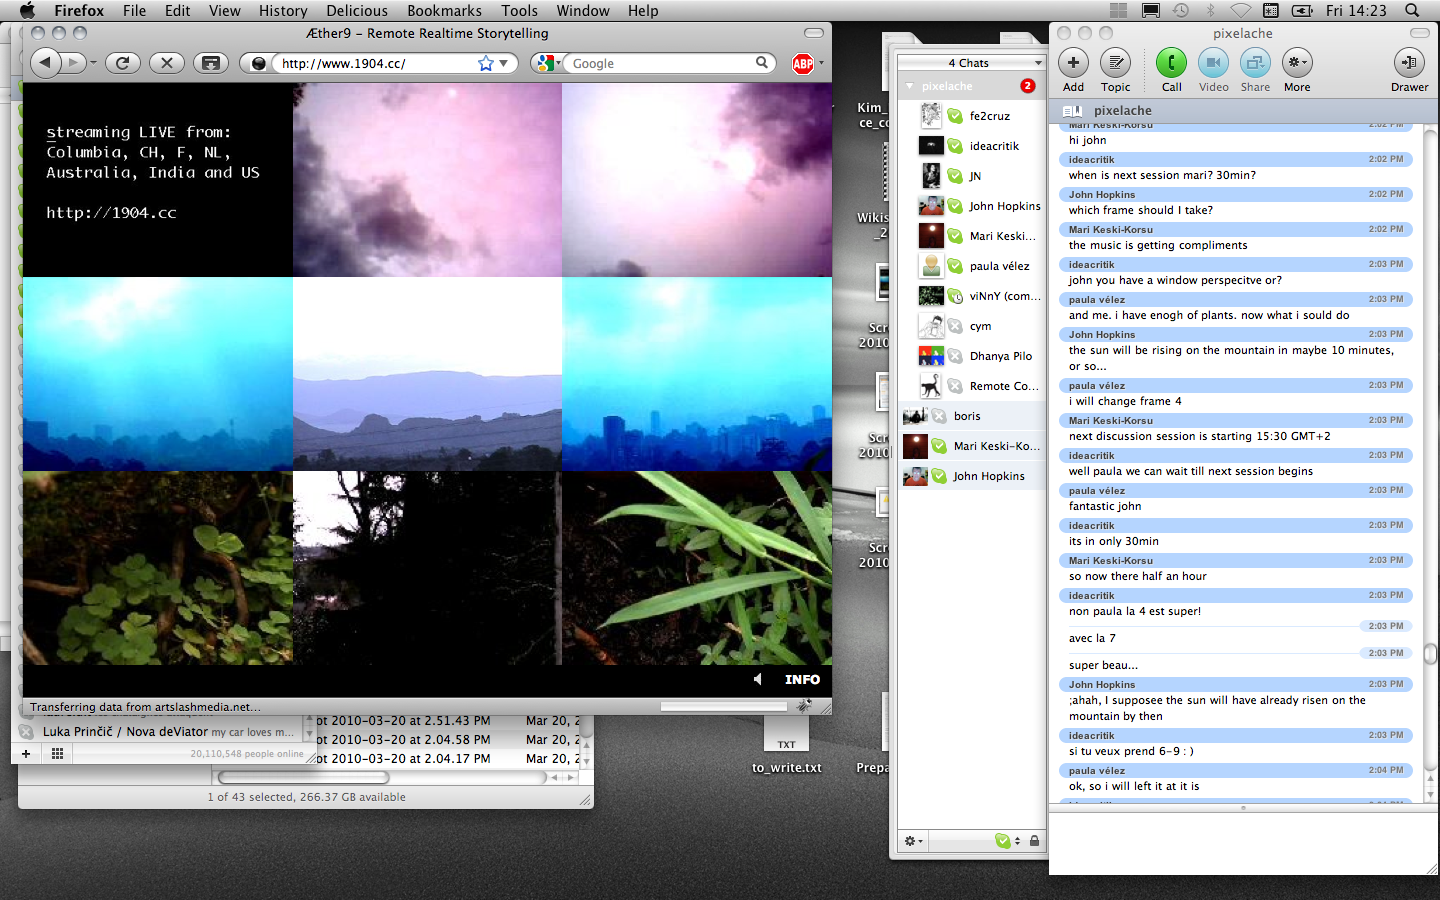 Firefox File Edit View History Delicious Bookmarks Tools Window Help Fri 14:23
Æther9 – Remote Realtime Storytelling
http://www.1904.cc/
Google
ABP
streaming LIVE from:
Columbia, CH, F, NL,
Australia, India and US
http://1904.cc
INFO
Transferring data from artslashmedia.net...
Luka Prinčič / Nova deViator my car loves m...
20,110,548 people online
ot 2010-03-20 at 2.51.43 PM Mar 20, 2
ot 2010-03-20 at 2.04.58 PM Mar 20, 2
ot 2010-03-20 at 2.04.17 PM Mar 20, 2
1 of 43 selected, 266.37 GB available
TXT
to_write.txt
Prepa
Kim_
ce_co
Wikis
_2
Scr
2010
Scr
2010
Scr
2010
4 Chats
pixelache 2
fe2cruz
ideacritik
JN
John Hopkins
Mari Keski...
paula vélez
viNnY (com...
cym
Dhanya Pilo
Remote Co...
boris
Mari Keski-Ko...
John Hopkins
pixelache
Add Topic Call Video Share More Drawer
pixelache
Mari Keski-Korsu 2:02 PM
hi john
ideacritik 2:02 PM
when is next session mari? 30min?
John Hopkins 2:02 PM
which frame should I take?
Mari Keski-Korsu 2:02 PM
the music is getting compliments
ideacritik 2:03 PM
john you have a window perspecitve or?
paula vélez 2:03 PM
and me. i have enogh of plants. now what i sould do
John Hopkins 2:03 PM
the sun will be rising on the mountain in maybe 10 minutes,
or so...
paula vélez 2:03 PM
i will change frame 4
Mari Keski-Korsu 2:03 PM
next discussion session is starting 15:30 GMT+2
ideacritik 2:03 PM
well paula we can wait till next session begins
paula vélez 2:03 PM
fantastic john
ideacritik 2:03 PM
its in only 30min
Mari Keski-Korsu 2:03 PM
so now there half an hour
ideacritik 2:03 PM
non paula la 4 est super!
2:03 PM
avec la 7
2:03 PM
super beau...
John Hopkins 2:03 PM
;ahah, I supposee the sun will have already risen on the
mountain by then
ideacritik 2:03 PM
si tu veux prend 6-9 : )
paula vélez 2:04 PM
ok, so i will left it at it is